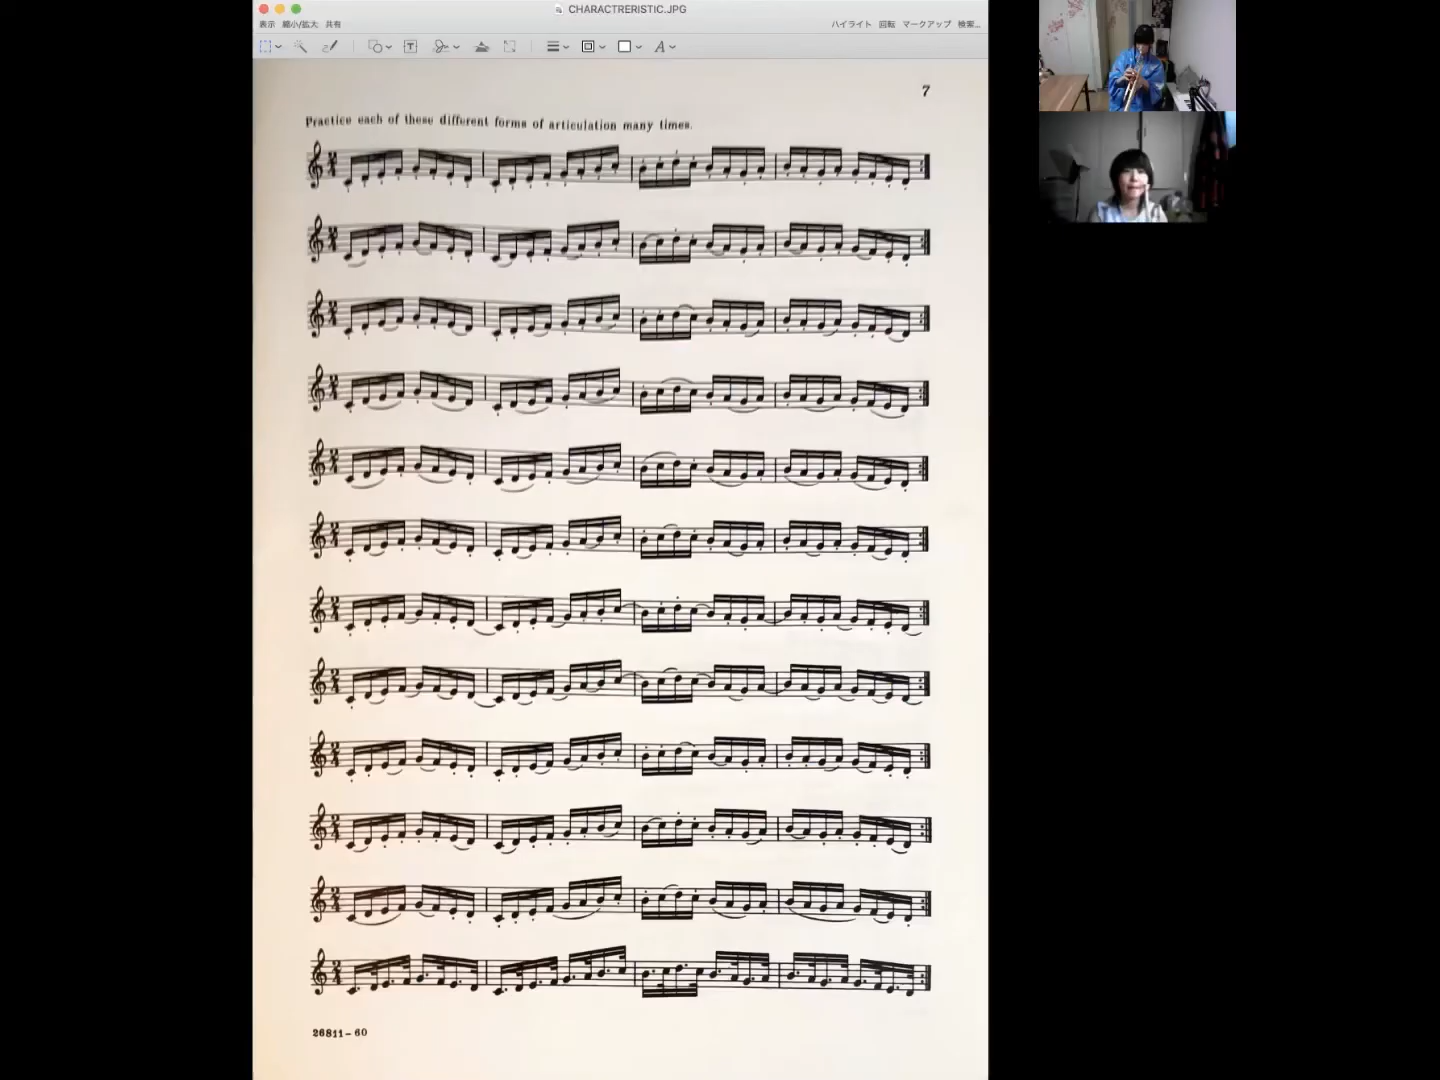 CHARACTRERISTIC.JPG
表示 縮小/拡大 共有
ハイライト 回転 マークアップ 検索...
7
Practice each of these different forms of articulation many times.
26811-60